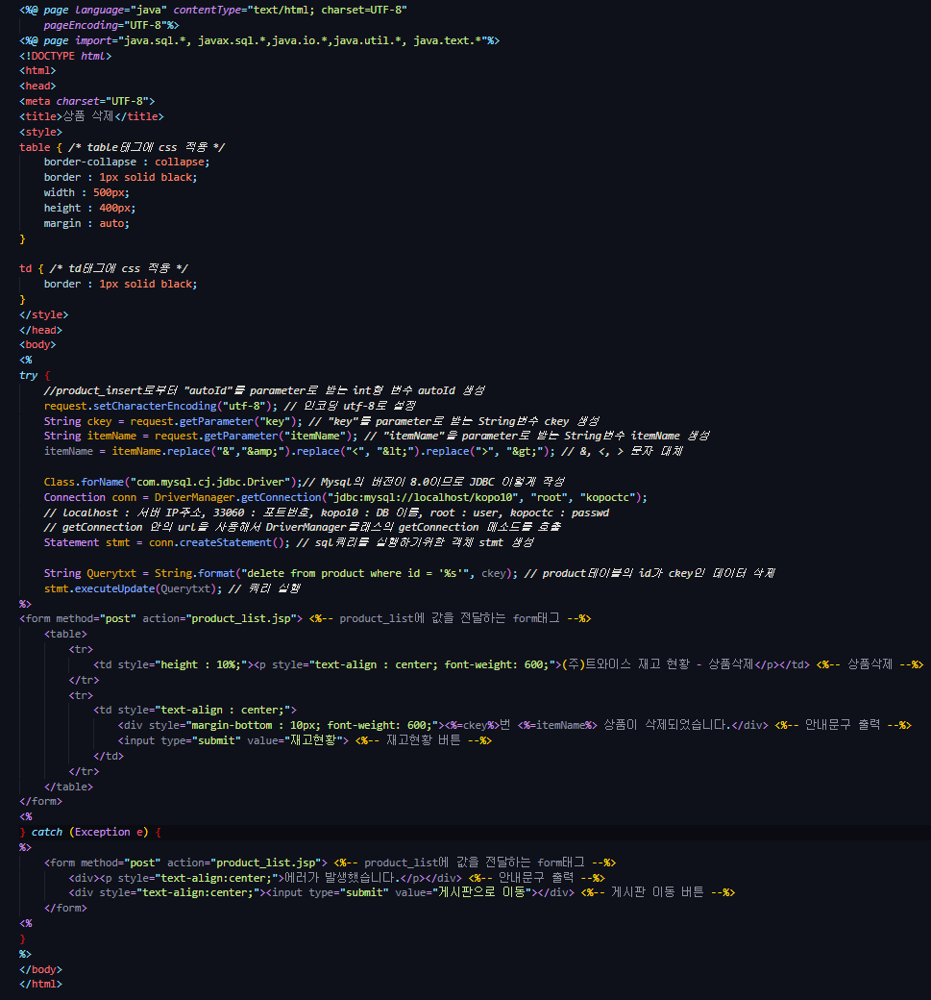 <%@ page language="java" contentType="text/html; charset=UTF-8"
    pageEncoding="UTF-8"%>
<%@ page import="java.sql.*, javax.sql.*,java.io.*,java.util.*, java.text.*"%>
<!DOCTYPE html>
<html>
<head>
<meta charset="UTF-8">
<title>상품 삭제</title>
<style>
table { /* table태그에 css 적용 */
    border-collapse : collapse;
    border : 1px solid black;
    width : 500px;
    height : 400px;
    margin : auto;
}

td { /* td태그에 css 적용 */
    border : 1px solid black;
}
</style>
</head>
<body>
<%
try {
    //product_insert로부터 "autoId"를 parameter로 받는 int형 변수 autoId 생성
    request.setCharacterEncoding("utf-8"); // 인코딩 utf-8로 설정
    String ckey = request.getParameter("key"); // "key"를 parameter로 받는 String변수 ckey 생성
    String itemName = request.getParameter("itemName"); // "itemName"을 parameter로 받는 String변수 itemName 생성
    itemName = itemName.replace("&","&amp;").replace("<", "&lt;").replace(">", "&gt;"); // &, <, > 문자 대체

    Class.forName("com.mysql.cj.jdbc.Driver");// Mysql의 버전이 8.0이므로 JDBC 이렇게 작성
    Connection conn = DriverManager.getConnection("jdbc:mysql://localhost/kopo10", "root", "kopoctc");
    // localhost : 서버 IP주소, 33060 : 포트번호, kopo10 : DB 이름, root : user, kopoctc : passwd
    // getConnection 안의 url을 사용해서 DriverManager클래스의 getConnection 메소드를 호출
    Statement stmt = conn.createStatement(); // sql쿼리를 실행하기위한 객체 stmt 생성

    String Querytxt = String.format("delete from product where id = '%s'", ckey); // product테이블의 id가 ckey인 데이터 삭제
    stmt.executeUpdate(Querytxt); // 쿼리 실행
%>
<form method="post" action="product_list.jsp"> <%-- product_list에 값을 전달하는 form태그 --%>
    <table>
        <tr>
            <td style="height : 10%;"><p style="text-align : center; font-weight: 600;">(주)트와이스 재고 현황 - 상품삭제</p></td> <%-- 상품삭제 --%>
        </tr>
        <tr>
            <td style="text-align : center;">
                <div style="margin-bottom : 10px; font-weight: 600;"><%=ckey%>번 <%=itemName%> 상품이 삭제되었습니다.</div> <%-- 안내문구 출력 --%>
                <input type="submit" value="재고현황"> <%-- 재고현황 버튼 --%>
            </td>
        </tr>
    </table>
</form>
<%
} catch (Exception e) {
%>
    <form method="post" action="product_list.jsp"> <%-- product_list에 값을 전달하는 form태그 --%>
        <div><p style="text-align:center;">에러가 발생했습니다.</p></div> <%-- 안내문구 출력 --%>
        <div style="text-align:center;"><input type="submit" value="게시판으로 이동"></div> <%-- 게시판 이동 버튼 --%>
    </form>
<%
}
%>
</body>
</html>